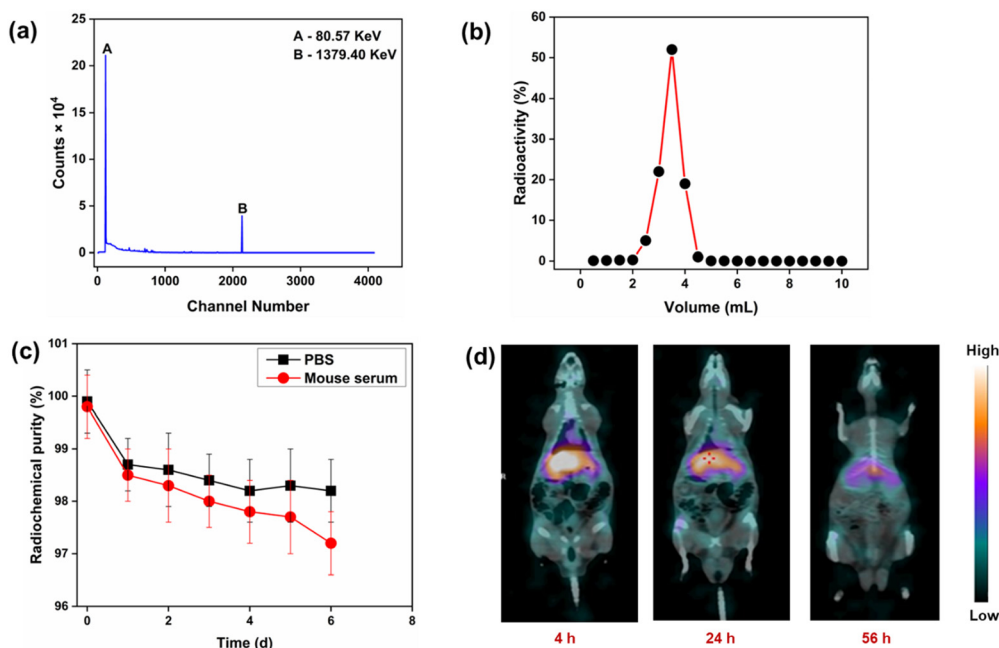 (a)
A - 80.57 KeV
B - 1379.40 KeV
A
B
25
20
15
10
5
0
Counts × 10⁴
0 1000 2000 3000 4000
Channel Number
(b)
60
50
40
30
20
10
0
Radioactivity (%)
0 2 4 6 8 10
Volume (mL)
(c)
PBS
Mouse serum
101
100
99
98
97
96
Radiochemical purity (%)
0 2 4 6 8
Time (d)
(d)
High
Low
4 h 24 h 56 h